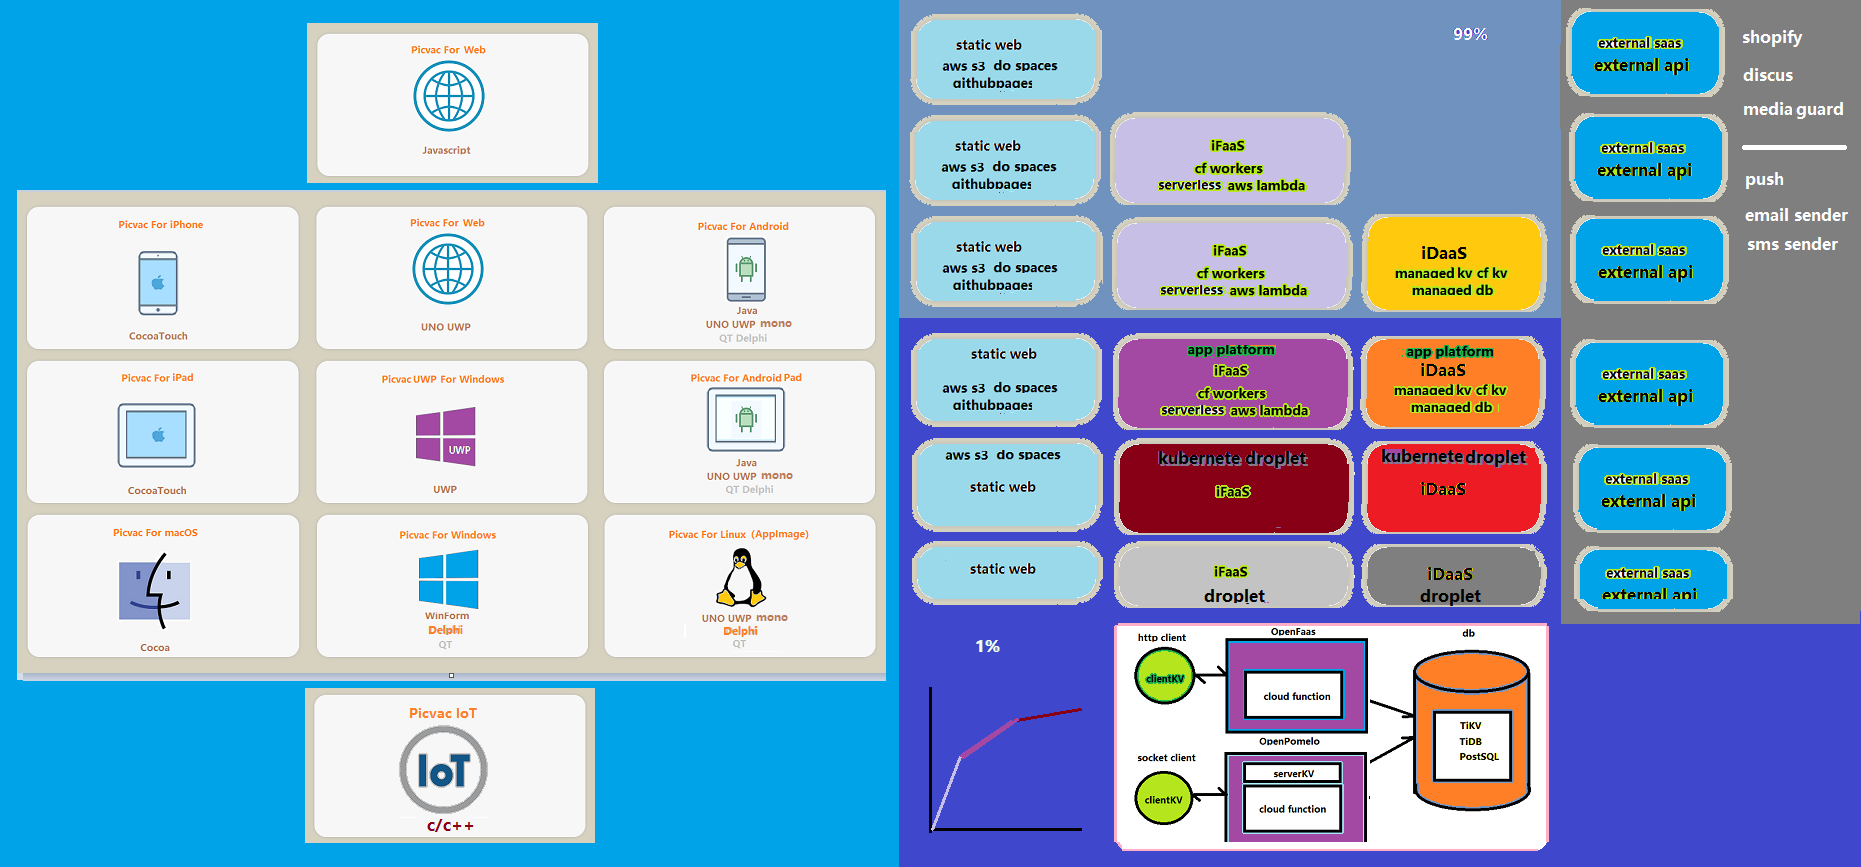 Picvac For Web
Javascript
Picvac For iPhone
CocoaTouch
Picvac For Web
UNO UWP
Picvac For Android
Java
UNO UWP mono
QT Delphi
Picvac For iPad
CocoaTouch
Picvac UWP For Windows
UWP
UWP
Picvac For Android Pad
Java
UNO UWP mono
QT Delphi
Picvac For macOS
Cocoa
Picvac For Windows
WinForm
Delphi
QT
Picvac For Linux (AppImage)
UNO UWP mono
Delphi
QT
Picvac IoT
IoT
c/c++
static web
aws s3 do spaces
githubpages
99%
static web
aws s3 do spaces
githubpages
iFaaS
cf workers
serverless aws lambda
static web
aws s3 do spaces
githubpages
iFaaS
cf workers
serverless aws lambda
iDaaS
managed kv cf kv
managed db
static web
aws s3 do spaces
githubpages
app platform
iFaaS
cf workers
serverless aws lambda
app platform
iDaaS
managed kv cf kv
managed db
aws s3 do spaces
static web
kubernete droplet
iFaaS
kubernete droplet
iDaaS
static web
iFaaS
droplet
iDaaS
droplet
external saas
external api
external saas
external api
external saas
external api
external saas
external api
external saas
external api
external saas
external api
shopify
discus
media guard
push
email sender
sms sender
1%
http client
clientKV
OpenFaas
cloud function
db
TiKV
TiDB
PostSQL
OpenPomelo
socket client
clientKV
serverKV
cloud function